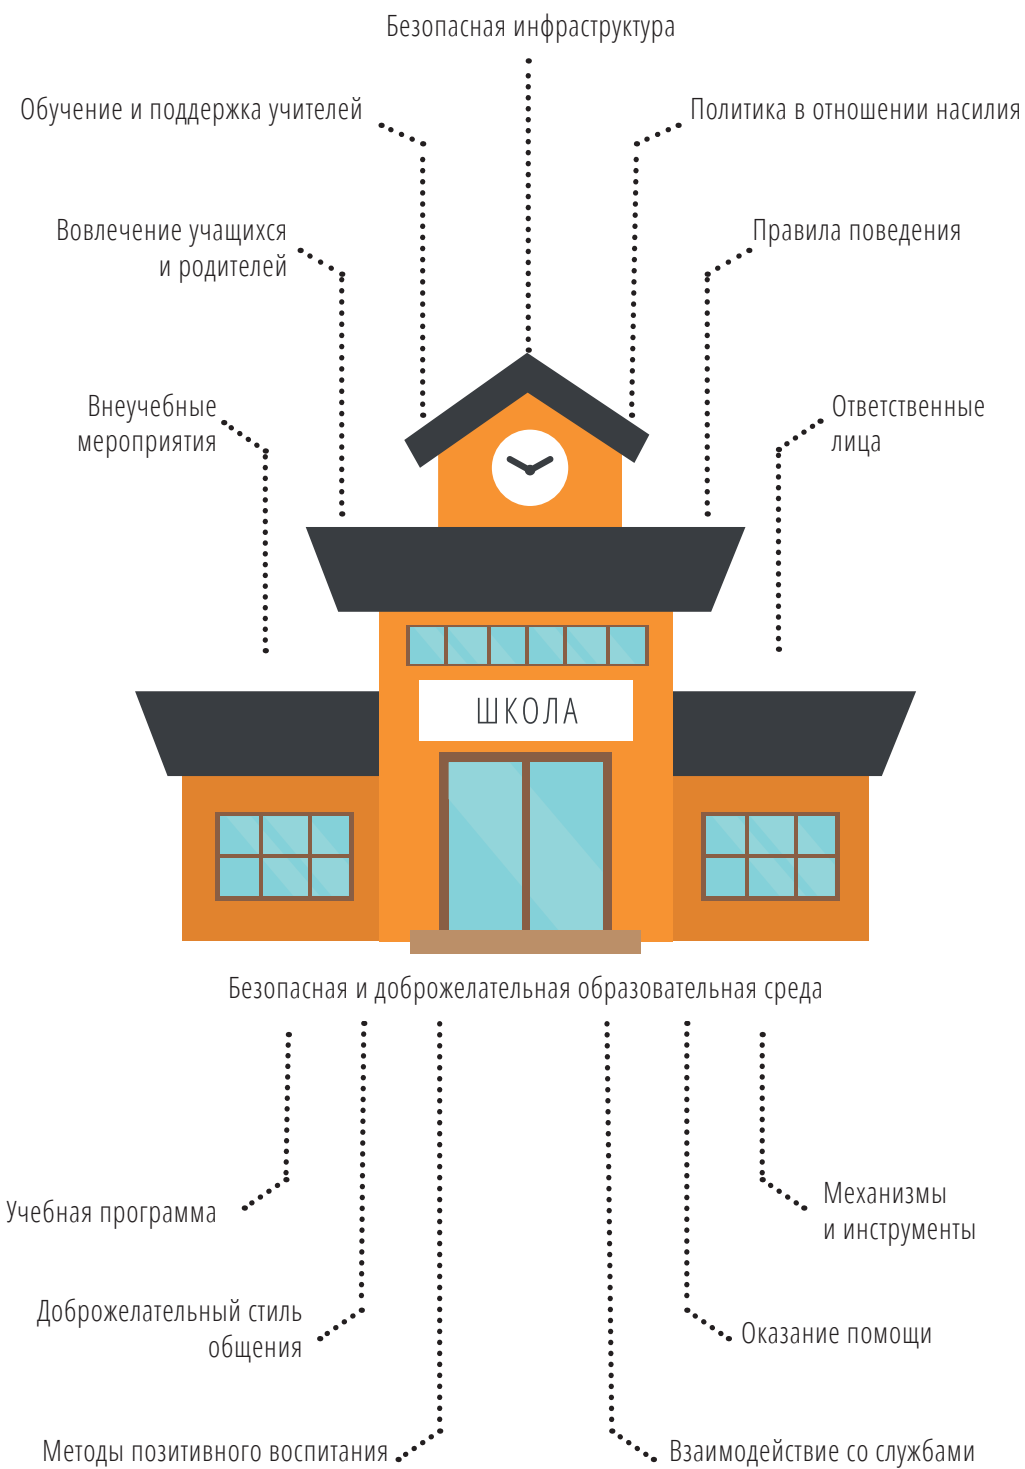 Безопасная инфраструктура
Обучение и поддержка учителей
Политика в отношении насилия
Вовлечение учащихся
и родителей
Правила поведения
Внеучебные
мероприятия
Ответственные
лица
ШКОЛА
Безопасная и доброжелательная образовательная среда
Учебная программа
Механизмы
и инструменты
Доброжелательный стиль
общения
Оказание помощи
Методы позитивного воспитания
Взаимодействие со службами